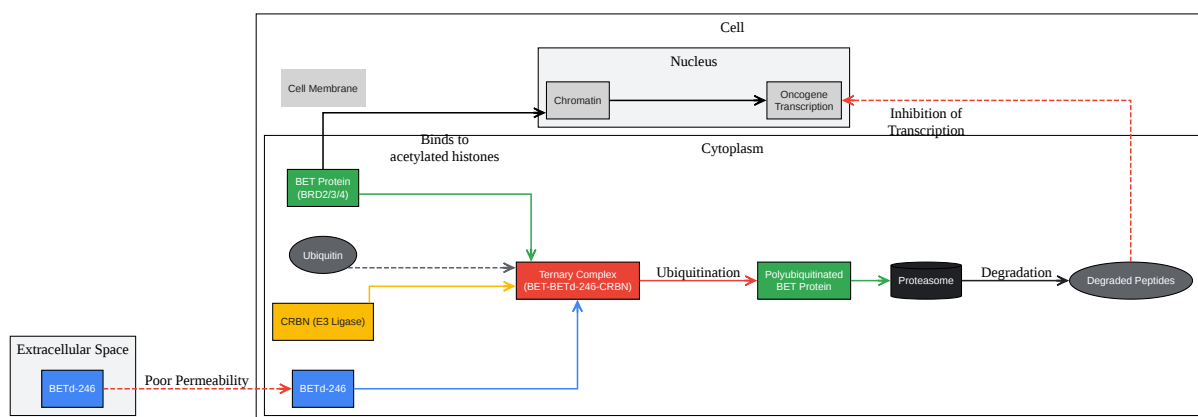 Cell
Nucleus
Cell Membrane
Chromatin
Oncogene
Transcription
Inhibition of
Transcription
Binds to
acetylated histones
Cytoplasm
BET Protein
(BRD2/3/4)
Ubiquitin
Ternary Complex
(BET-BETd-246-CRBN)
Ubiquitination
Polyubiquitinated
BET Protein
Proteasome
Degradation
Degraded Peptides
CRBN (E3 Ligase)
Extracellular Space
BETd-246
Poor Permeability
BETd-246